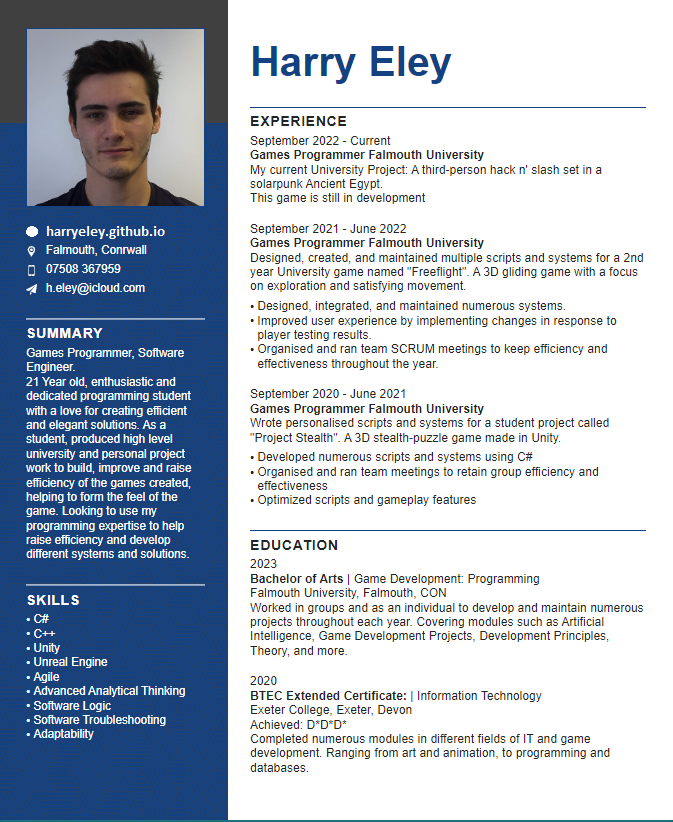 Harry Eley
harryeley.github.io
Falmouth, Conrwall
07508 367959
h.eley@icloud.com
SUMMARY
Games Programmer, Software
Engineer.
21 Year old, enthusiastic and
dedicated programming student
with a love for creating efficient
and elegant solutions. As a
student, produced high level
university and personal project
work to build, improve and raise
efficiency of the games created,
helping to form the feel of the
game. Looking to use my
programming expertise to help
raise efficiency and develop
different systems and solutions.
SKILLS
• C#
• C++
• Unity
• Unreal Engine
• Agile
• Advanced Analytical Thinking
• Software Logic
• Software Troubleshooting
• Adaptability
EXPERIENCE
September 2022 - Current
Games Programmer Falmouth University
My current University Project: A third-person hack n' slash set in a
solarpunk Ancient Egypt.
This game is still in development
September 2021 - June 2022
Games Programmer Falmouth University
Designed, created, and maintained multiple scripts and systems for a 2nd
year University game named "Freeflight". A 3D gliding game with a focus
on exploration and satisfying movement.
• Designed, integrated, and maintained numerous systems.
• Improved user experience by implementing changes in response to
player testing results.
• Organised and ran team SCRUM meetings to keep efficiency and
effectiveness throughout the year.
September 2020 - June 2021
Games Programmer Falmouth University
Wrote personalised scripts and systems for a student project called
"Project Stealth". A 3D stealth-puzzle game made in Unity.
• Developed numerous scripts and systems using C#
• Organised and ran team meetings to retain group efficiency and
effectiveness
• Optimized scripts and gameplay features
EDUCATION
2023
Bachelor of Arts | Game Development: Programming
Falmouth University, Falmouth, CON
Worked in groups and as an individual to develop and maintain numerous
projects throughout each year. Covering modules such as Artificial
Intelligence, Game Development Projects, Development Principles,
Theory, and more.
2020
BTEC Extended Certificate: | Information Technology
Exeter College, Exeter, Devon
Achieved: D*D*D*
Completed numerous modules in different fields of IT and game
development. Ranging from art and animation, to programming and
databases.